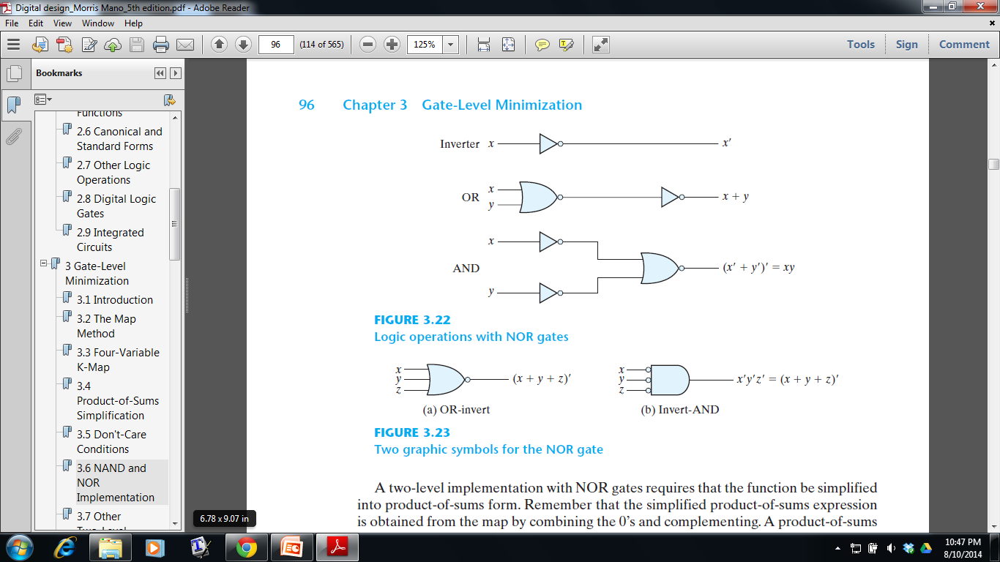 Digital design_Morris Mano_5th edition.pdf - Adobe Reader
File Edit View Window Help
96 (114 of 565) 125% Tools Sign Comment
Bookmarks
Functions
2.6 Canonical and
Standard Forms
2.7 Other Logic
Operations
2.8 Digital Logic
Gates
2.9 Integrated
Circuits
3 Gate-Level
Minimization
3.1 Introduction
3.2 The Map
Method
3.3 Four-Variable
K-Map
3.4
Product-of-Sums
Simplification
3.5 Don't-Care
Conditions
3.6 NAND and
NOR
Implementation
3.7 Other
Two-Level
6.78 x 9.07 in
96 Chapter 3 Gate-Level Minimization
Inverter x x′
OR x y x + y
x
AND (x′ + y′)′ = xy
y
FIGURE 3.22
Logic operations with NOR gates
x y z (x + y + z)′
(a) OR-invert
x y z x′y′z′ = (x + y + z)′
(b) Invert-AND
FIGURE 3.23
Two graphic symbols for the NOR gate
A two-level implementation with NOR gates requires that the function be simplified
into product-of-sums form. Remember that the simplified product-of-sums expression
is obtained from the map by combining the 0's and complementing. A product-of-sums
10:47 PM
8/10/2014